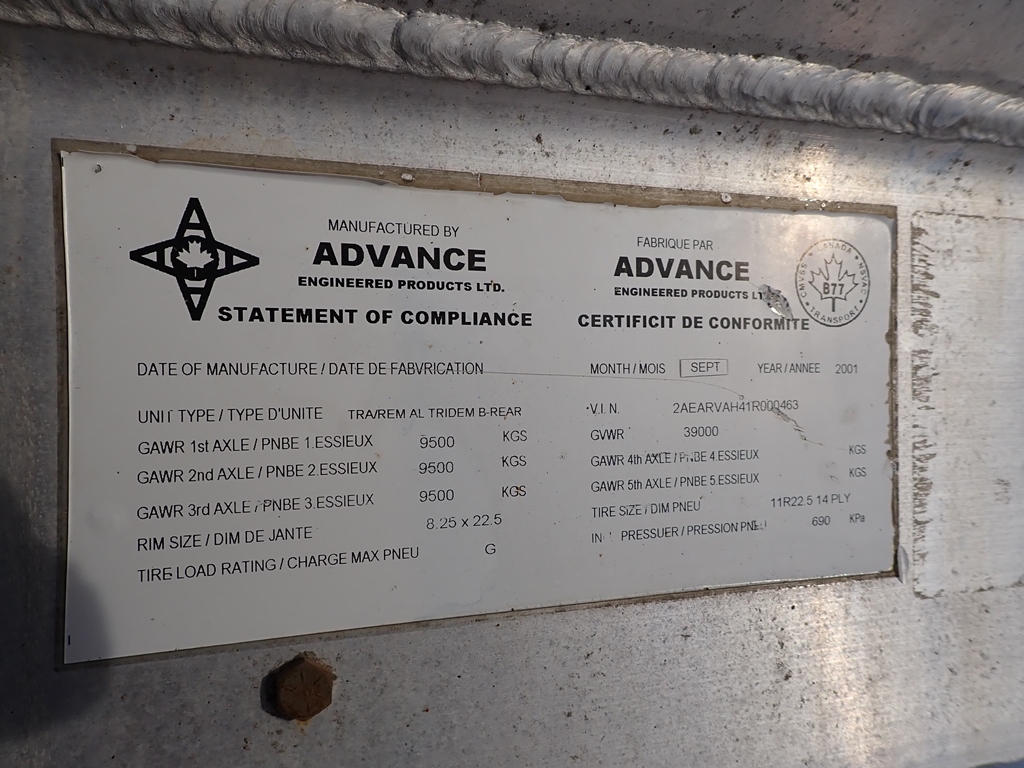 MANUFACTURED BY
ADVANCE
ENGINEERED PRODUCTS LTD.
STATEMENT OF COMPLIANCE
FABRIQUE PAR
ADVANCE
ENGINEERED PRODUCTS
CERTIFICIT DE CONFORMITE
CANADA
CMVSS NSVAC
B77
TRANSPORT
DATE OF MANUFACTURE / DATE DE FABVRICATION MONTH / MOIS SEPT YEAR / ANNEE 2001
UNIT TYPE / TYPE D'UNITE TRA/REM AL TRIDEM B-REAR
V.I.N. 2AEARVAH41R000463
GAWR 1st AXLE / PNBE 1.ESSIEUX 9500 KGS
GVWR 39000
GAWR 2nd AXLE / PNBE 2.ESSIEUX 9500 KGS
GAWR 4th AXLE / PNBE 4.ESSIEUX KGS
GAWR 3rd AXLE / PNBE 3.ESSIEUX 9500 KGS
GAWR 5th AXLE / PNBE 5.ESSIEUX KGS
RIM SIZE / DIM DE JANTE 8.25 x 22.5
TIRE SIZE / DIM PNEU 11R22.5 14 PLY
TIRE LOAD RATING / CHARGE MAX PNEU G
PRESSUER / PRESSION 690 KPa